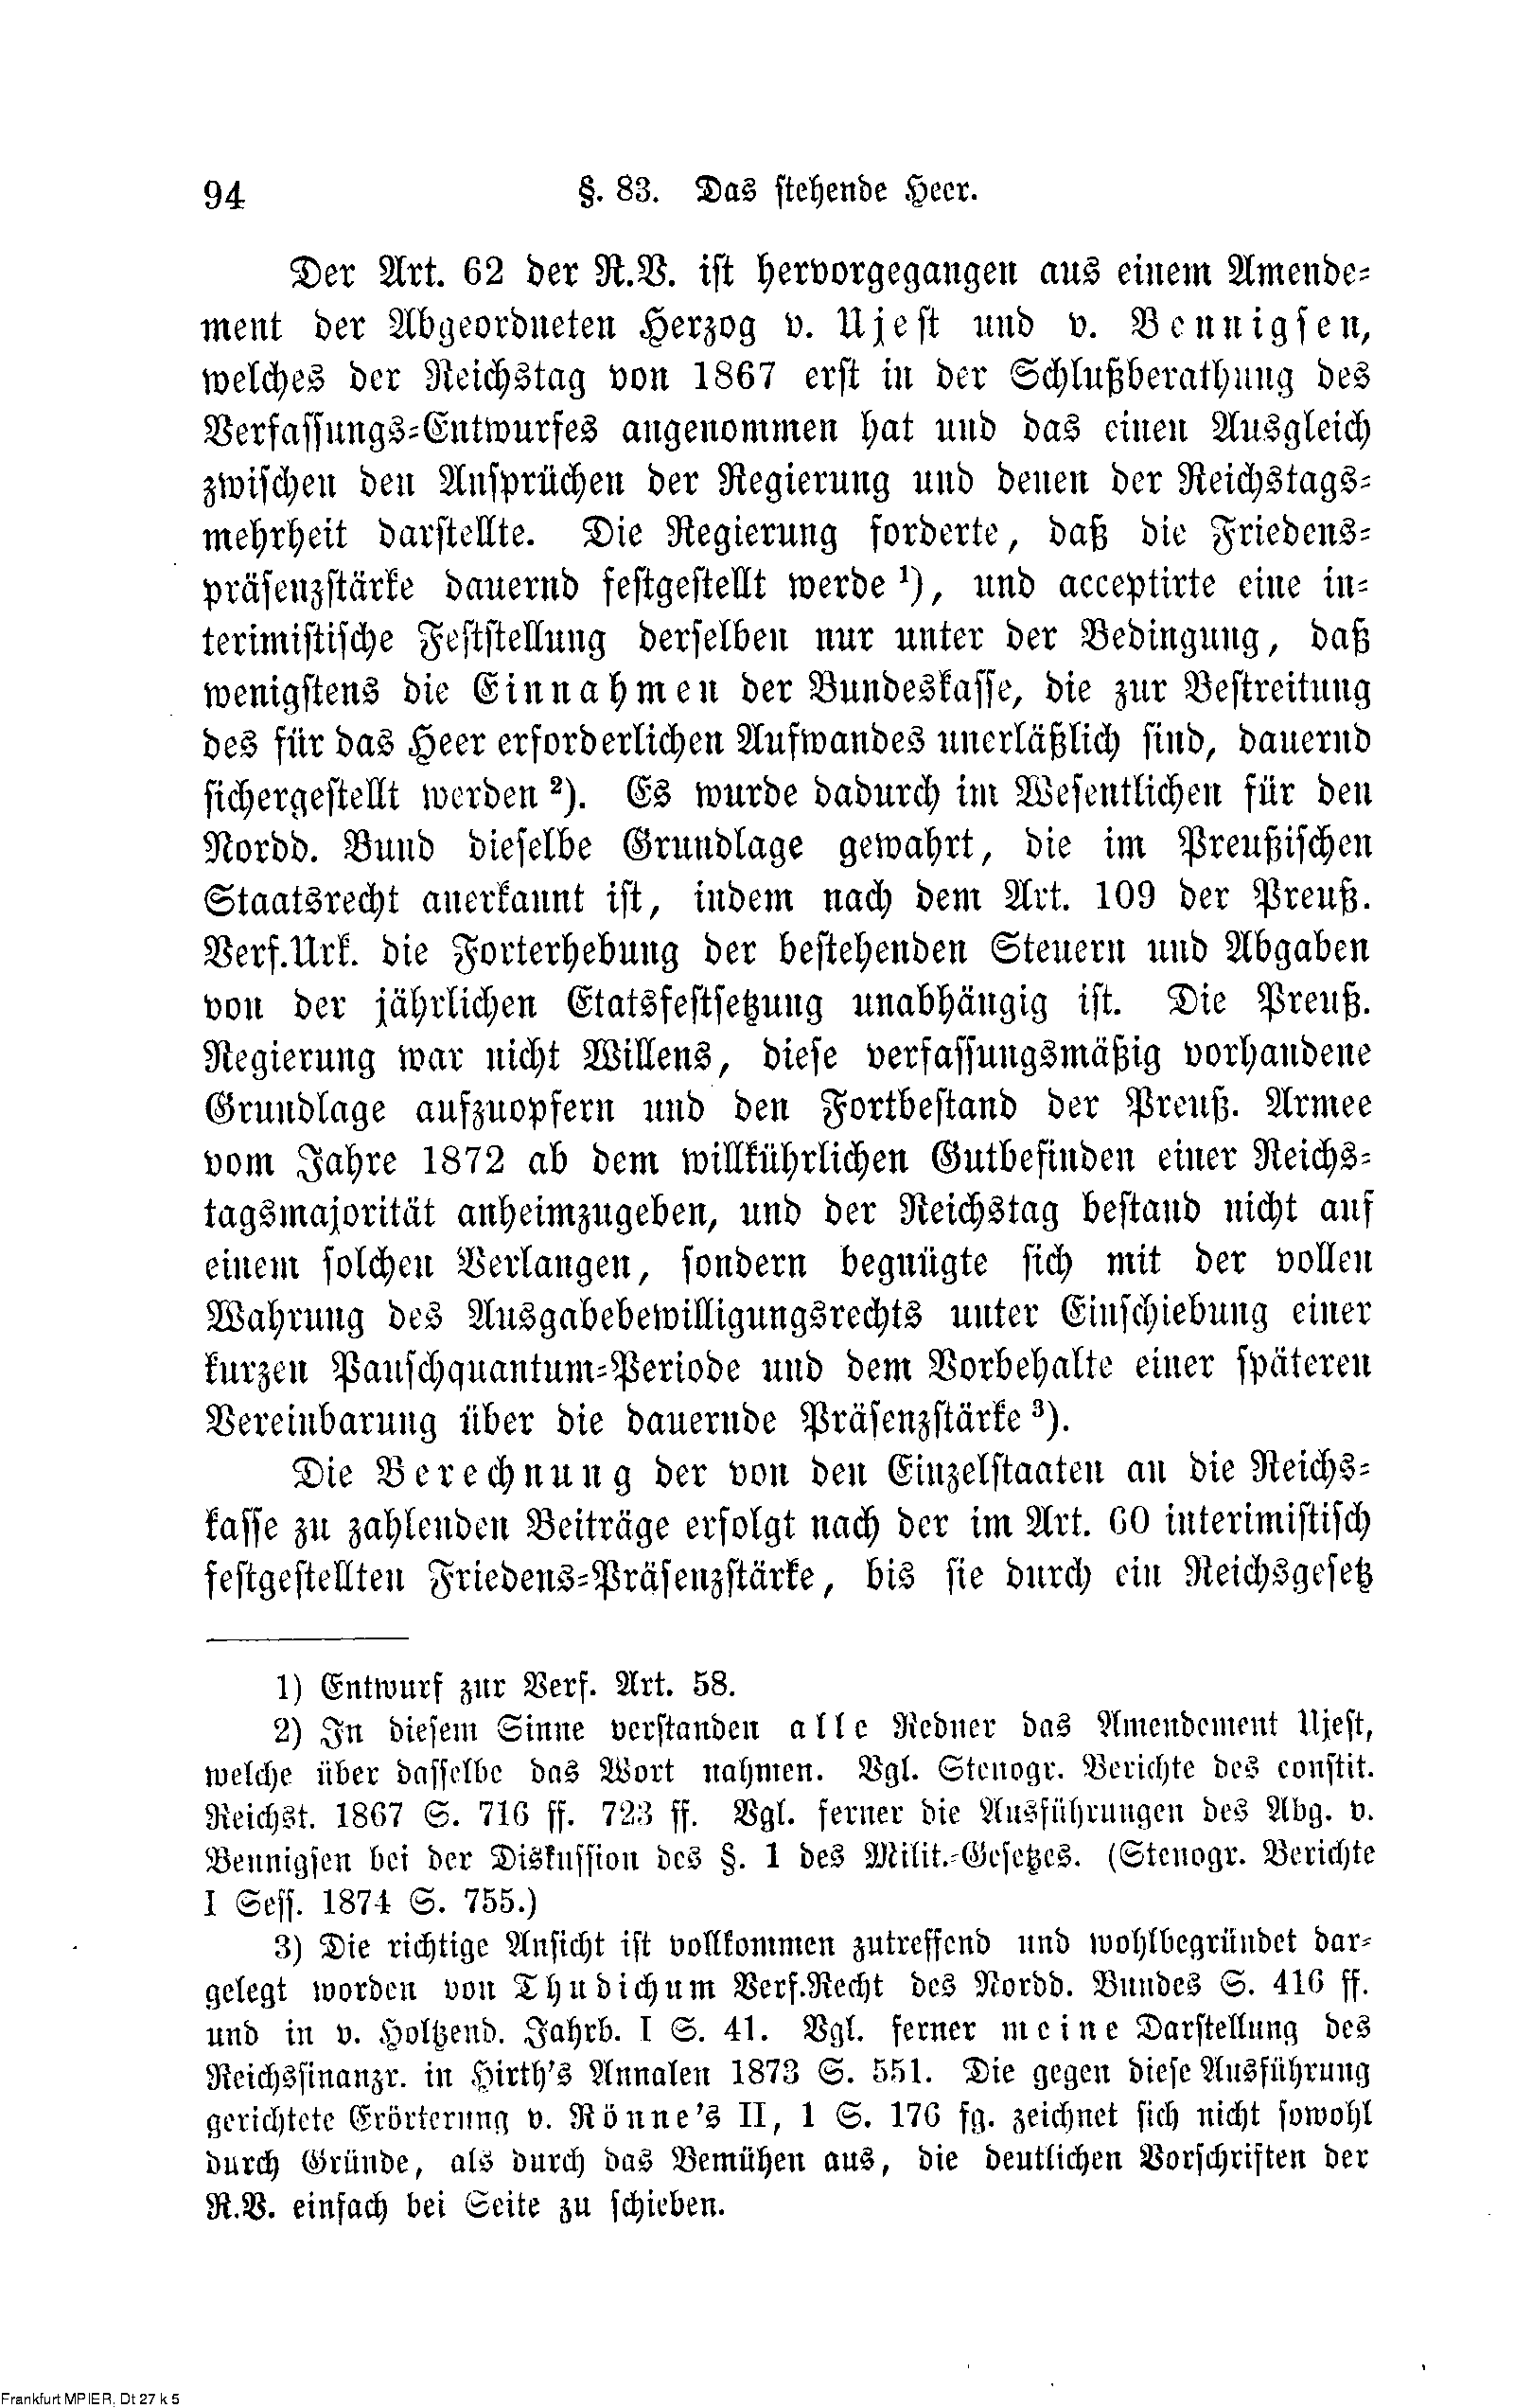 94 §. 83. Das stehende Heer.
Der Art. 62 der R.V. ist hervorgegangen aus einem Amende-
ment der Abgeordneten Herzog v. Ujest und v. Bennigsen,
welches der Reichstag von 1867 erst in der Schlußberathung des
Verfassungs-Entwurfes angenommen hat und das einen Ausgleich
zwischen den Ansprüchen der Regierung und denen der Reichstags-
mehrheit darstellte. Die Regierung forderte, daß die Friedens-
präsenzstärke dauernd festgestellt werde ¹), und acceptirte eine in-
terimistische Feststellung derselben nur unter der Bedingung, daß
wenigstens die Einnahmen der Bundeskasse, die zur Bestreitung
des für das Heer erforderlichen Aufwandes unerläßlich sind, dauernd
sichergestellt werden ²). Es wurde dadurch im Wesentlichen für den
Nordd. Bund dieselbe Grundlage gewahrt, die im Preußischen
Staatsrecht anerkannt ist, indem nach dem Art. 109 der Preuß.
Verf.Urk. die Forterhebung der bestehenden Steuern und Abgaben
von der jährlichen Etatsfestsetzung unabhängig ist. Die Preuß.
Regierung war nicht Willens, diese verfassungsmäßig vorhandene
Grundlage aufzuopfern und den Fortbestand der Preuß. Armee
vom Jahre 1872 ab dem willkührlichen Gutbefinden einer Reichs-
tagsmajorität anheimzugeben, und der Reichstag bestand nicht auf
einem solchen Verlangen, sondern begnügte sich mit der vollen
Wahrung des Ausgabebewilligungsrechts unter Einschiebung einer
kurzen Pauschquantum-Periode und dem Vorbehalte einer späteren
Vereinbarung über die dauernde Präsenzstärke ³).
Die Berechnung der von den Einzelstaaten an die Reichs-
kasse zu zahlenden Beiträge erfolgt nach der im Art. 60 interimistisch
festgestellten Friedens-Präsenzstärke, bis sie durch ein Reichsgesetz
1) Entwurf zur Verf. Art. 58.
2) In diesem Sinne verstanden alle Redner das Amendement Ujest,
welche über dasselbe das Wort nahmen. Vgl. Stenogr. Berichte des constit.
Reichst. 1867 S. 716 ff. 723 ff. Vgl. ferner die Ausführungen des Abg. v.
Bennigsen bei der Diskussion des §. 1 des Milit.-Gesetzes. (Stenogr. Berichte
I Sess. 1874 S. 755.)
3) Die richtige Ansicht ist vollkommen zutreffend und wohlbegründet dar-
gelegt worden von Thudichum Verf.Recht des Nordd. Bundes S. 416 ff.
und in v. Holtzend. Jahrb. I S. 41. Vgl. ferner meine Darstellung des
Reichsfinanzr. in Hirth's Annalen 1873 S. 551. Die gegen diese Ausführung
gerichtete Erörterung v. Rönne's II, 1 S. 176 fg. zeichnet sich nicht sowohl
durch Gründe, als durch das Bemühen aus, die deutlichen Vorschriften der
R.V. einfach bei Seite zu schieben.
Frankfurt MPIER, Dt 27 k 5